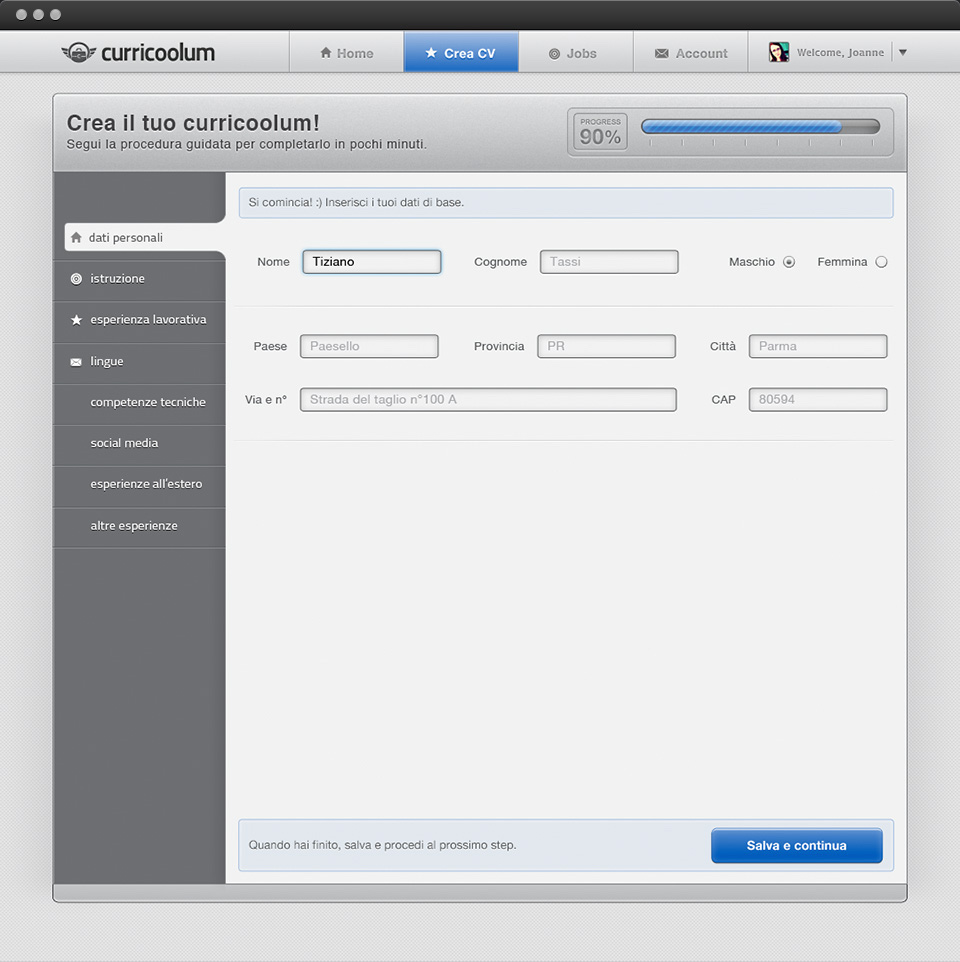 curricoolum
Home
Crea CV
Jobs
Account
Welcome, Joanne
Crea il tuo curricoolum!
Segui la procedura guidata per completarlo in pochi minuti.
PROGRESS
90%
dati personali
istruzione
esperienza lavorativa
lingue
competenze tecniche
social media
esperienze all'estero
altre esperienze
Si comincia! :) Inserisci i tuoi dati di base.
Nome Tiziano Cognome Tassi Maschio Femmina
Paese Paesello Provincia PR Città Parma
Via e n° Strada del taglio n°100 A CAP 80594
Quando hai finito, salva e procedi al prossimo step.
Salva e continua